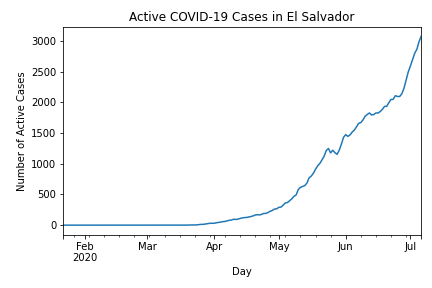 Active COVID-19 Cases in El Salvador
Number of Active Cases
3000
2500
2000
1500
1000
500
0
Feb Mar Apr May Jun Jul
2020
Day